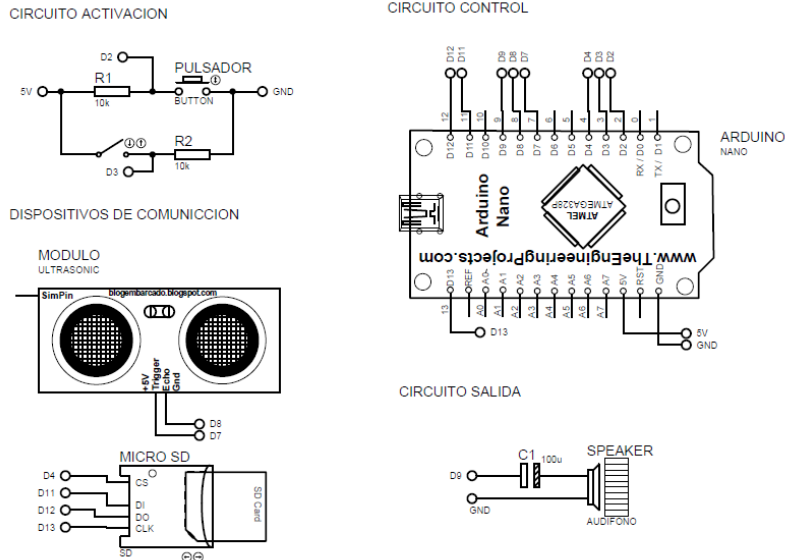 CIRCUITO ACTIVACION
D2
R1
PULSADOR
5V
GND
10k
BUTTON
R2
D3
10k
DISPOSITIVOS DE COMUNICCION
MODULO
ULTRASONIC
SimPin
blogembarcado.blogspot.com
+5V
Trigger
Echo
Gnd
D8
D7
MICRO SD
D4
CS
D11
DI
D12
DO
D13
CLK
SD Card
SD
CIRCUITO CONTROL
D12
D11
D9
D8
D7
D4
D3
D2
12
11
10
9
8
7
6
5
4
3
2
0
1
D12
D11
D10
D9
D8
D7
D6
D5
D4
D3
D2
RX / D0
TX / D1
ARDUINO
NANO
Arduino
Nano
ATMEL
ATMEGA328P
www.TheEngineeringProjects.com
D13
REF
A0
A1
A2
A3
A4
A5
A6
A7
5V
RST
GND
13
A0
A1
A2
A3
A4
A5
A6
A7
D13
5V
GND
CIRCUITO SALIDA
C1
100u
SPEAKER
D9
GND
AUDIFONO